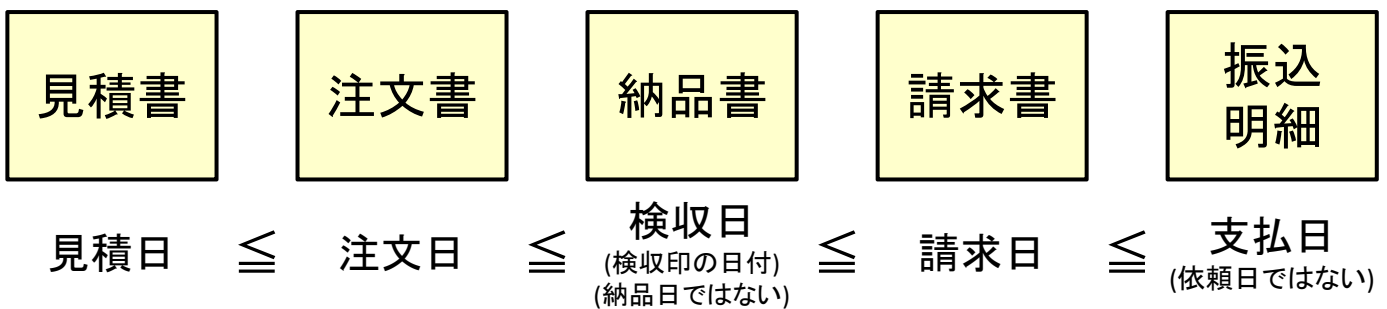 見積書
注文書
納品書
請求書
振込
明細
見積日 ≦ 注文日 ≦ 検収日 ≦ 請求日 ≦ 支払日
(検収印の日付)
(納品日ではない)
(依頼日ではない)